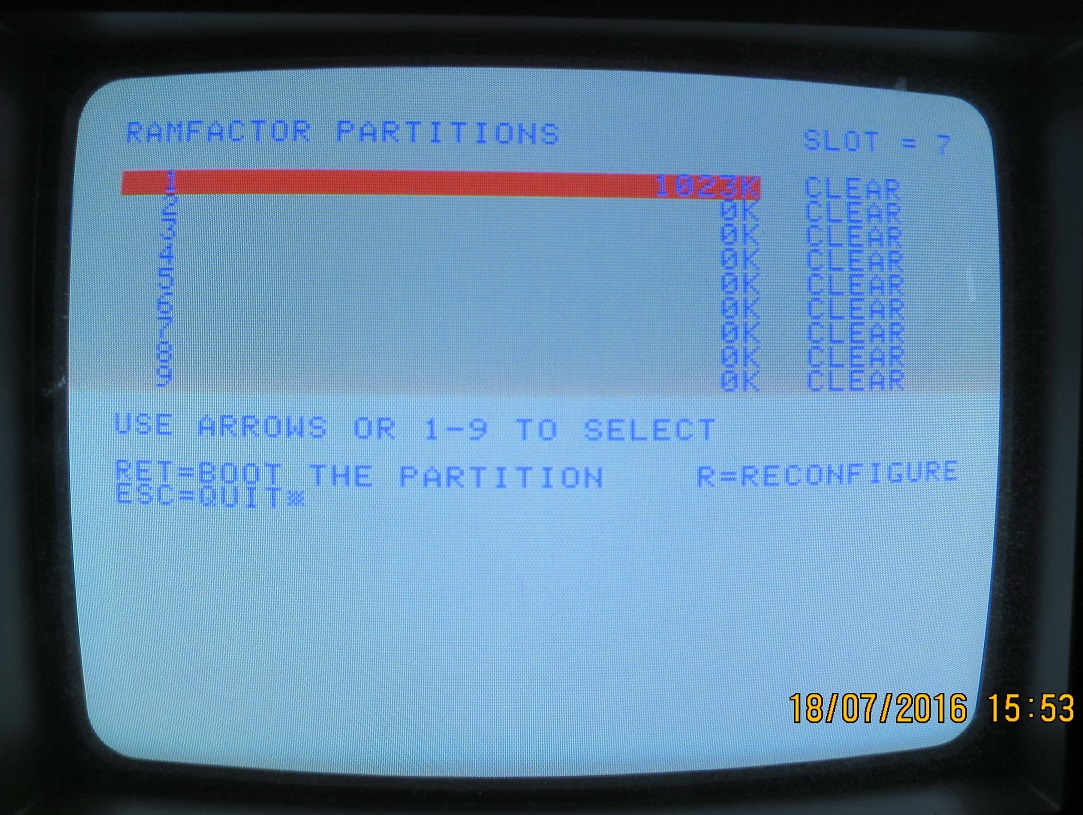 RAMFACTOR PARTITIONS SLOT = 7
1 1023K CLEAR
2 0K CLEAR
3 0K CLEAR
4 0K CLEAR
5 0K CLEAR
6 0K CLEAR
7 0K CLEAR
8 0K CLEAR
9 0K CLEAR
USE ARROWS OR 1-9 TO SELECT
RET=BOOT THE PARTITION R=RECONFIGURE
ESC=QUIT
18/07/2016 15:53